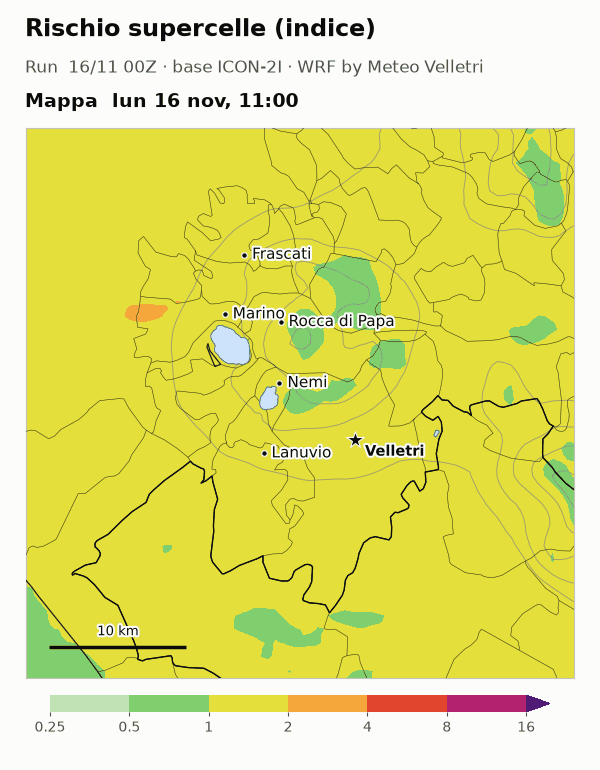 Rischio supercelle (indice)
Run  16/11 00Z · base ICON-2I · WRF by Meteo Velletri
Mappa  lun 16 nov, 11:00
Frascati
Marino
Rocca di Papa
Nemi
Velletri
Lanuvio
10 km
0.25 0.5 1 2 4 8 16